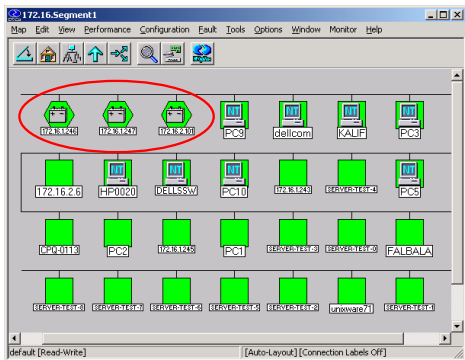 172.16.Segment1
Map Edit View Performance Configuration Fault Tools Options Window Monitor Help
172.16.1.246 172.16.1.247 172.16.2.101 PC9 dellcom KALIF PC3
172.16.2.6 HP0020 DELLSSW PC10 172.16.1.243 SERVER-TEST-4 PC5
CPQ-0113 PC2 172.16.1.245 PC1 SERVER-TEST-3 SERVER-TEST-0 FALBALA
SERVER-TEST-8 SERVER-TEST-7 SERVER-TEST-6 SERVER-TEST-5 SERVER-TEST-2 unixware71 SERVER-TEST-1
default [Read-Write] [Auto-Layout] [Connection Labels Off]